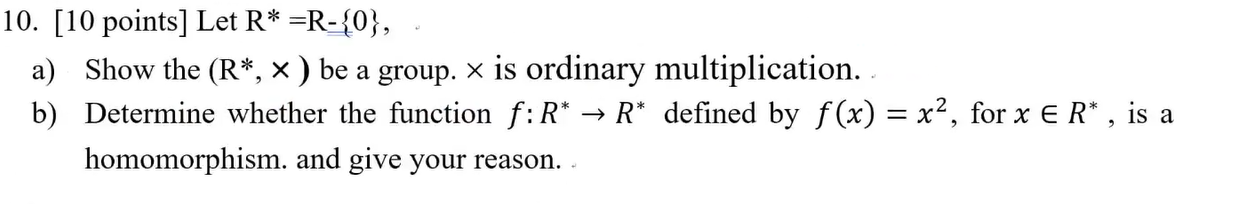 10. [10 points] Let R* =R-{0},
a) Show the (R*, × ) be a group. × is ordinary multiplication.
b) Determine whether the function f: R* → R* defined by f(x) = x², for x ∈ R* , is a
homomorphism. and give your reason.